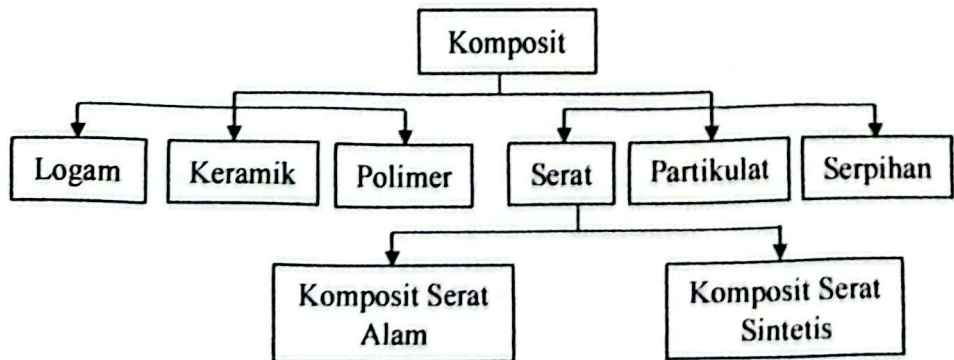 Komposit
Logam
Keramik
Polimer
Serat
Partikulat
Serpihan
Komposit Serat
Alam
Komposit Serat
Sintetis